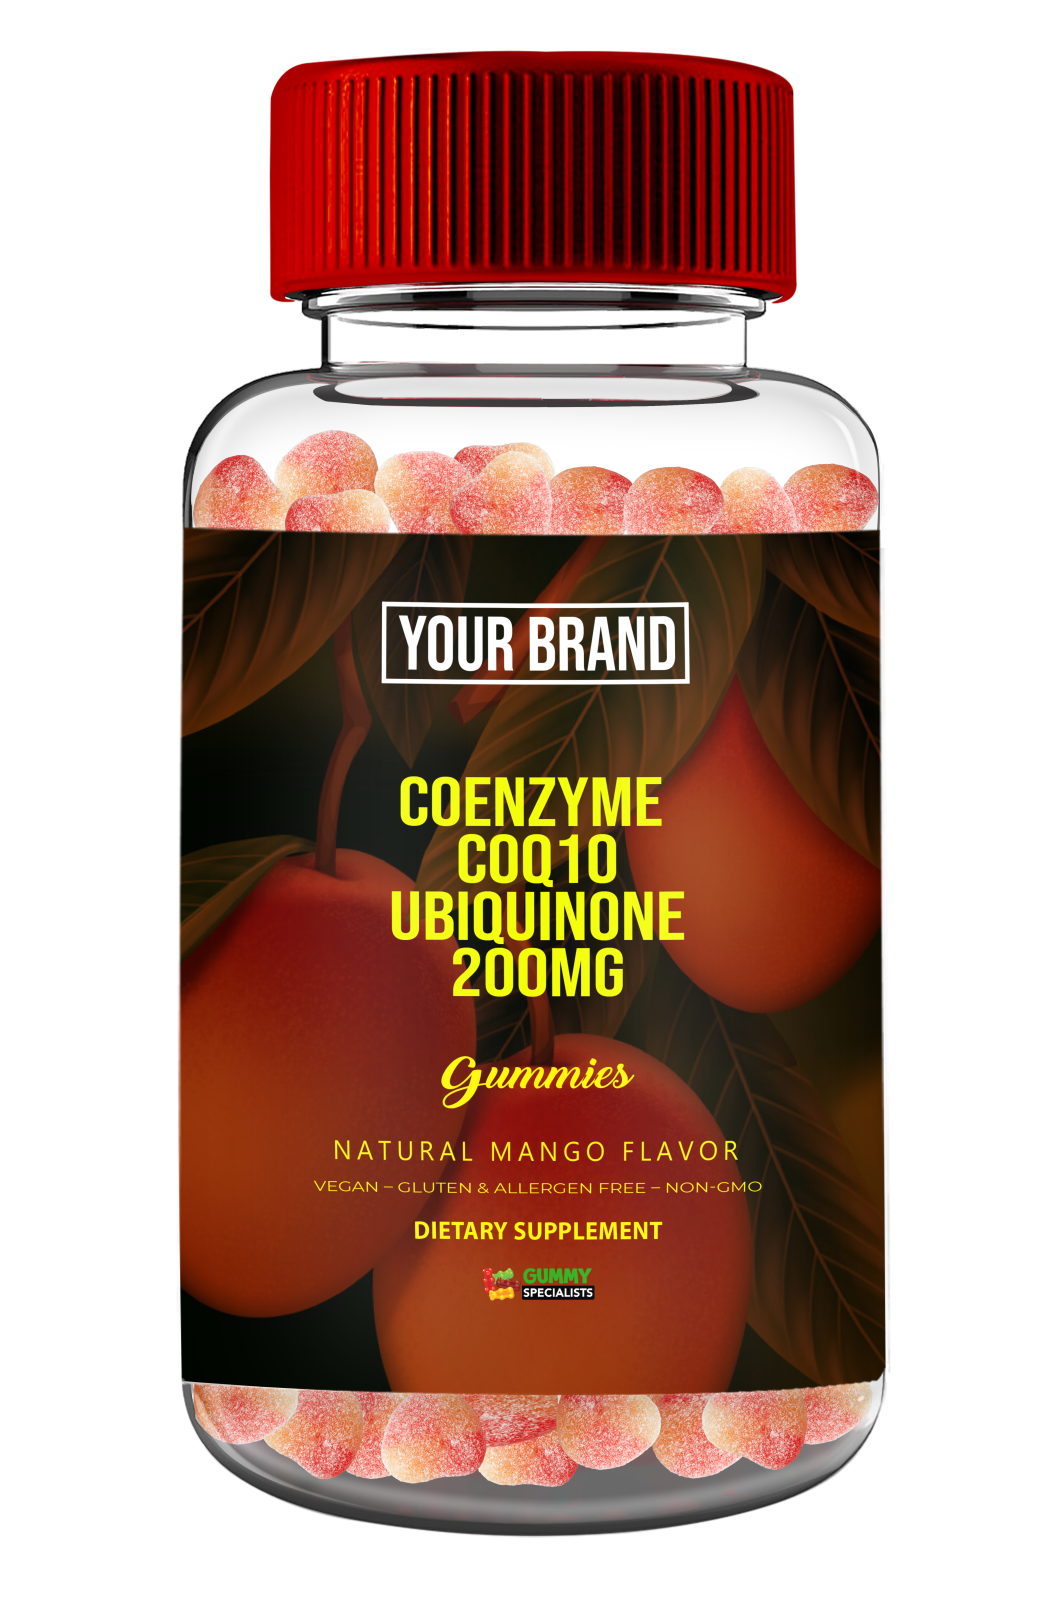 YOUR BRAND
COENZYME
COQ10
UBIQUINONE
200MG
Gummies
NATURAL MANGO FLAVOR
VEGAN – GLUTEN & ALLERGEN FREE – NON-GMO
DIETARY SUPPLEMENT
GUMMY
SPECIALISTS